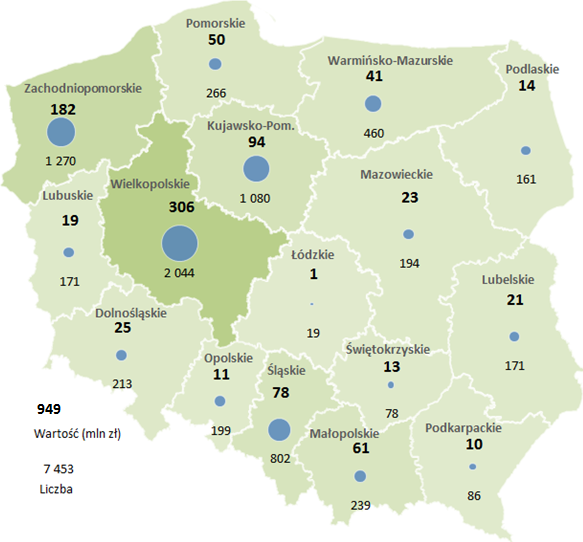 Pomorskie
50
266
Warmińsko-Mazurskie
41
460
Podlaskie
14
161
Zachodniopomorskie
182
1 270
Kujawsko-Pom.
94
1 080
Mazowieckie
23
194
Wielkopolskie
306
2 044
Lubuskie
19
171
Łódzkie
1
19
Lubelskie
21
171
Dolnośląskie
25
213
Opolskie
11
199
Śląskie
78
802
Świętokrzyskie
13
78
Małopolskie
61
239
Podkarpackie
10
86
949
Wartość (mln zł)
7 453
Liczba